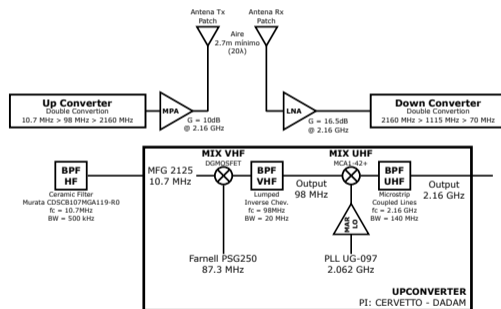 Antena Tx
Patch
Antena Rx
Patch
Aire
2.7m mínimo
(20λ)
Up Converter
Double Convertion
10.7 MHz > 98 MHz > 2160 MHz
MPA
G = 10dB
@ 2.16 GHz
LNA
G = 16.5dB
@ 2.16 GHz
Down Converter
Double Convertion
2160 MHz > 1115 MHz > 70 MHz
BPF
HF
Ceramic Filter
Murata CDSCB107MGA119-R0
fc = 10.7MHz
BW = 500 kHz
MFG 2125
10.7 MHz
MIX VHF
DGMOSFET
BPF
VHF
Lumped
Inverse Chev.
fc = 98MHz
BW = 20 MHz
Output
98 MHz
MIX UHF
MCA1-42+
BPF
UHF
Microstrip
Coupled Lines
fc = 2.16 GHz
BW = 140 MHz
Output
2.16 GHz
MAR
LO
Farnell PSG250
87.3 MHz
PLL UG-097
2.062 GHz
UPCONVERTER
PI: CERVETTO - DADAM